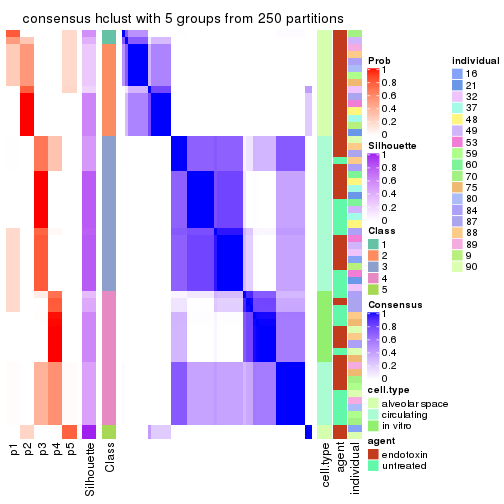 consensus hclust with 5 groups from 250 partitions
p1
p2
p3
p4
p5
Silhouette
Class
cell.type
agent
individual
Prob
1
0.8
0.6
0.4
0.2
0
Silhouette
1
0.8
0.6
0.4
0.2
0
Class
1
2
3
4
5
Consensus
1
0.8
0.6
0.4
0.2
0
cell.type
alveolar space
circulating
in vitro
agent
endotoxin
untreated
individual
16
21
32
37
48
49
53
59
60
70
75
80
84
87
88
89
9
90